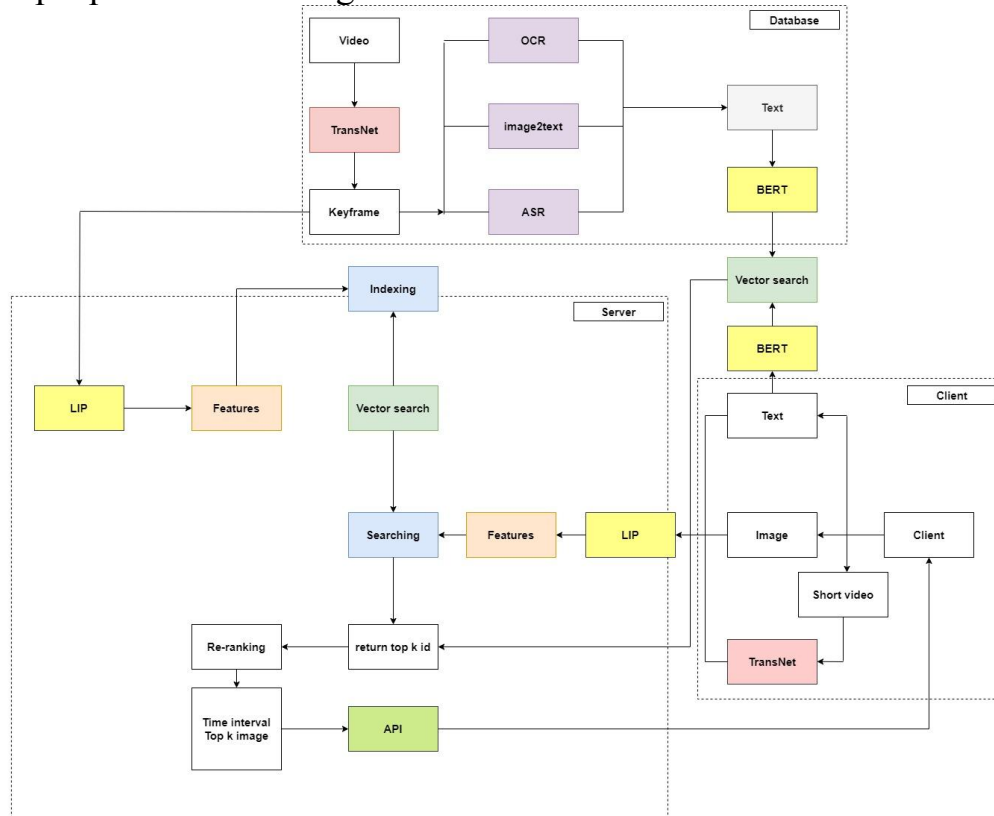 Database
Video
OCR
TransNet
image2text
Text
Keyframe
ASR
BERT
Vector search
Indexing
Server
BERT
LIP
Features
Vector search
Client
Text
Searching
Features
LIP
Image
Client
Short video
Re-ranking
return top k id
TransNet
Time interval
Top k image
API